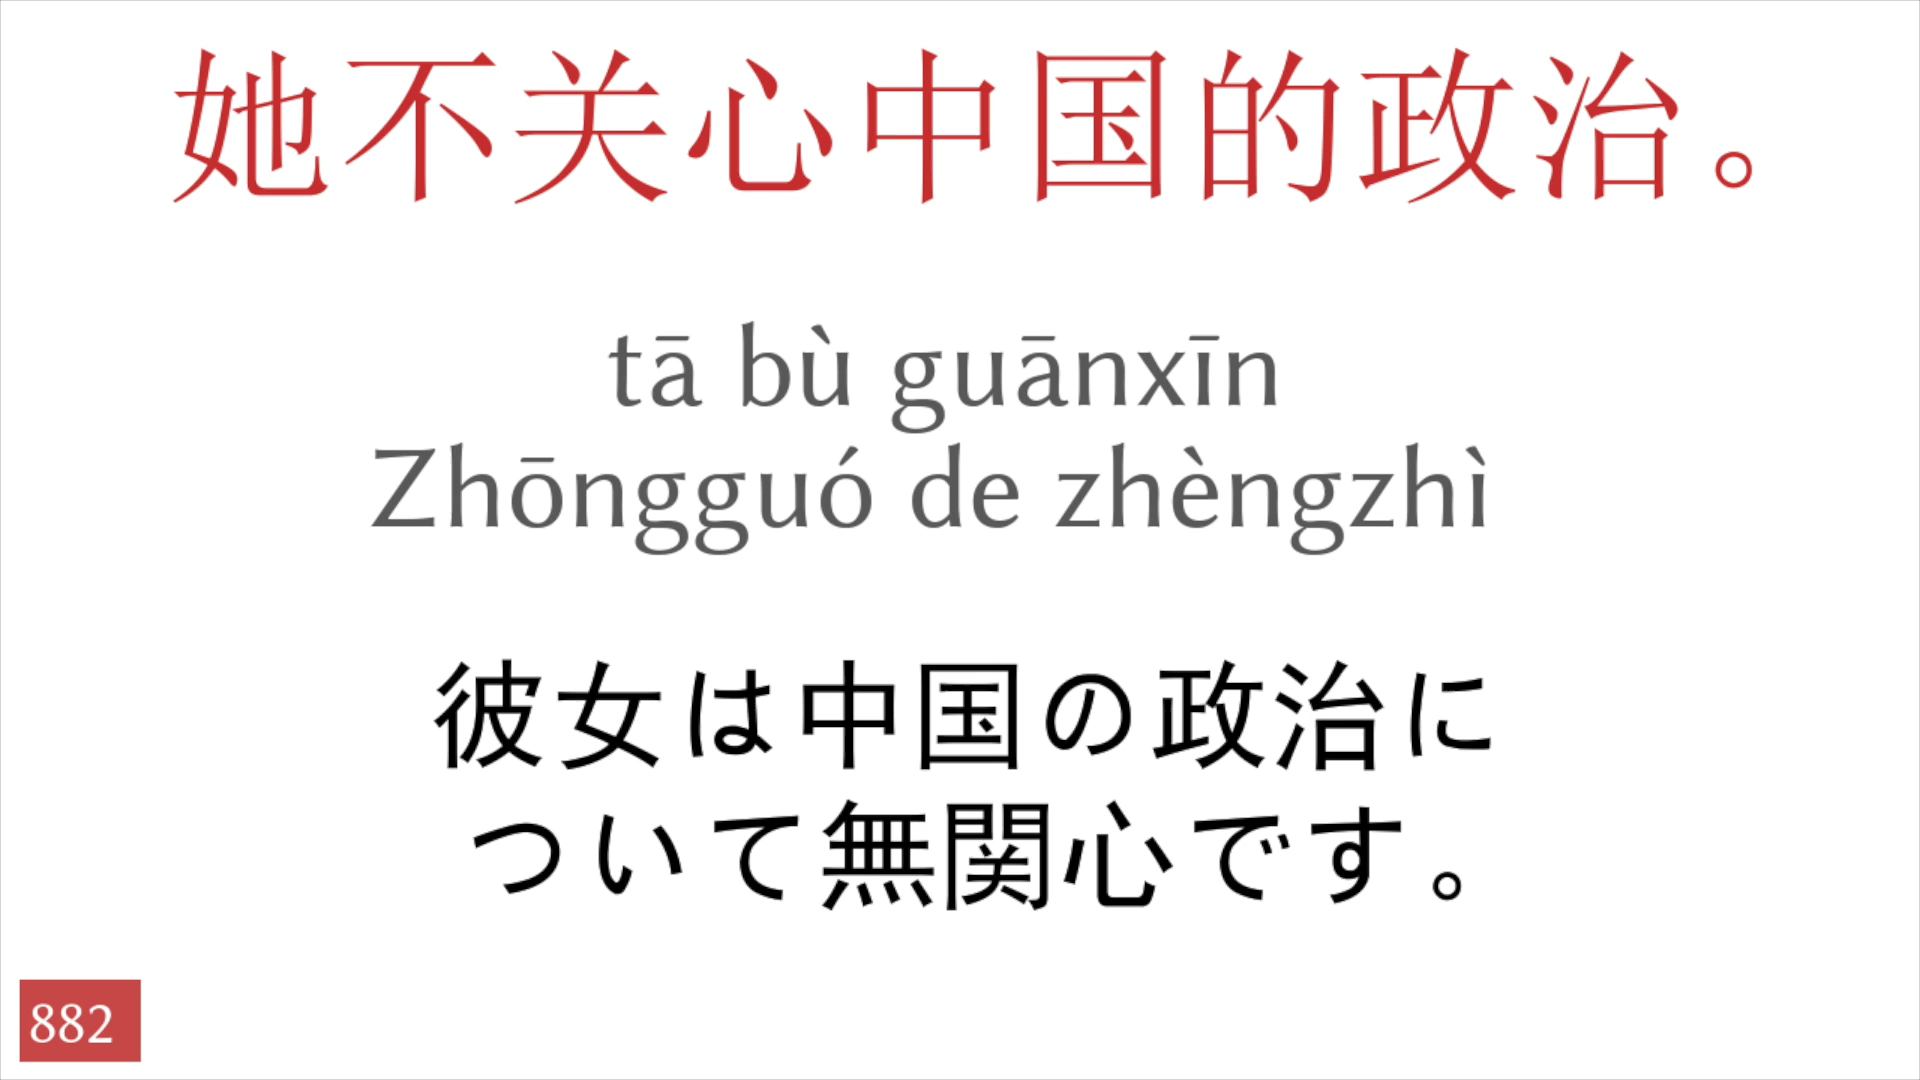 她不关心中国的政治。
tā bù guānxīn
Zhōngguó de zhèngzhì
彼女は中国の政治に
ついて無関心です。
882